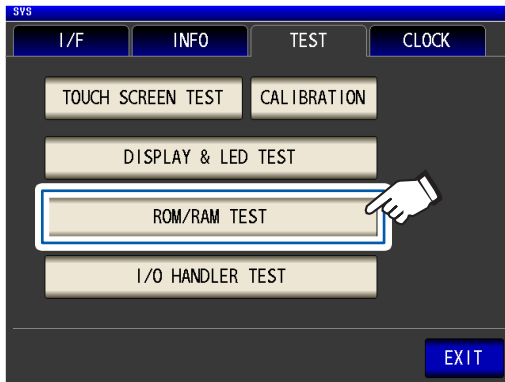 SYS
I/F INFO TEST CLOCK
TOUCH SCREEN TEST CALIBRATION
DISPLAY & LED TEST
ROM/RAM TEST
I/O HANDLER TEST
EXIT